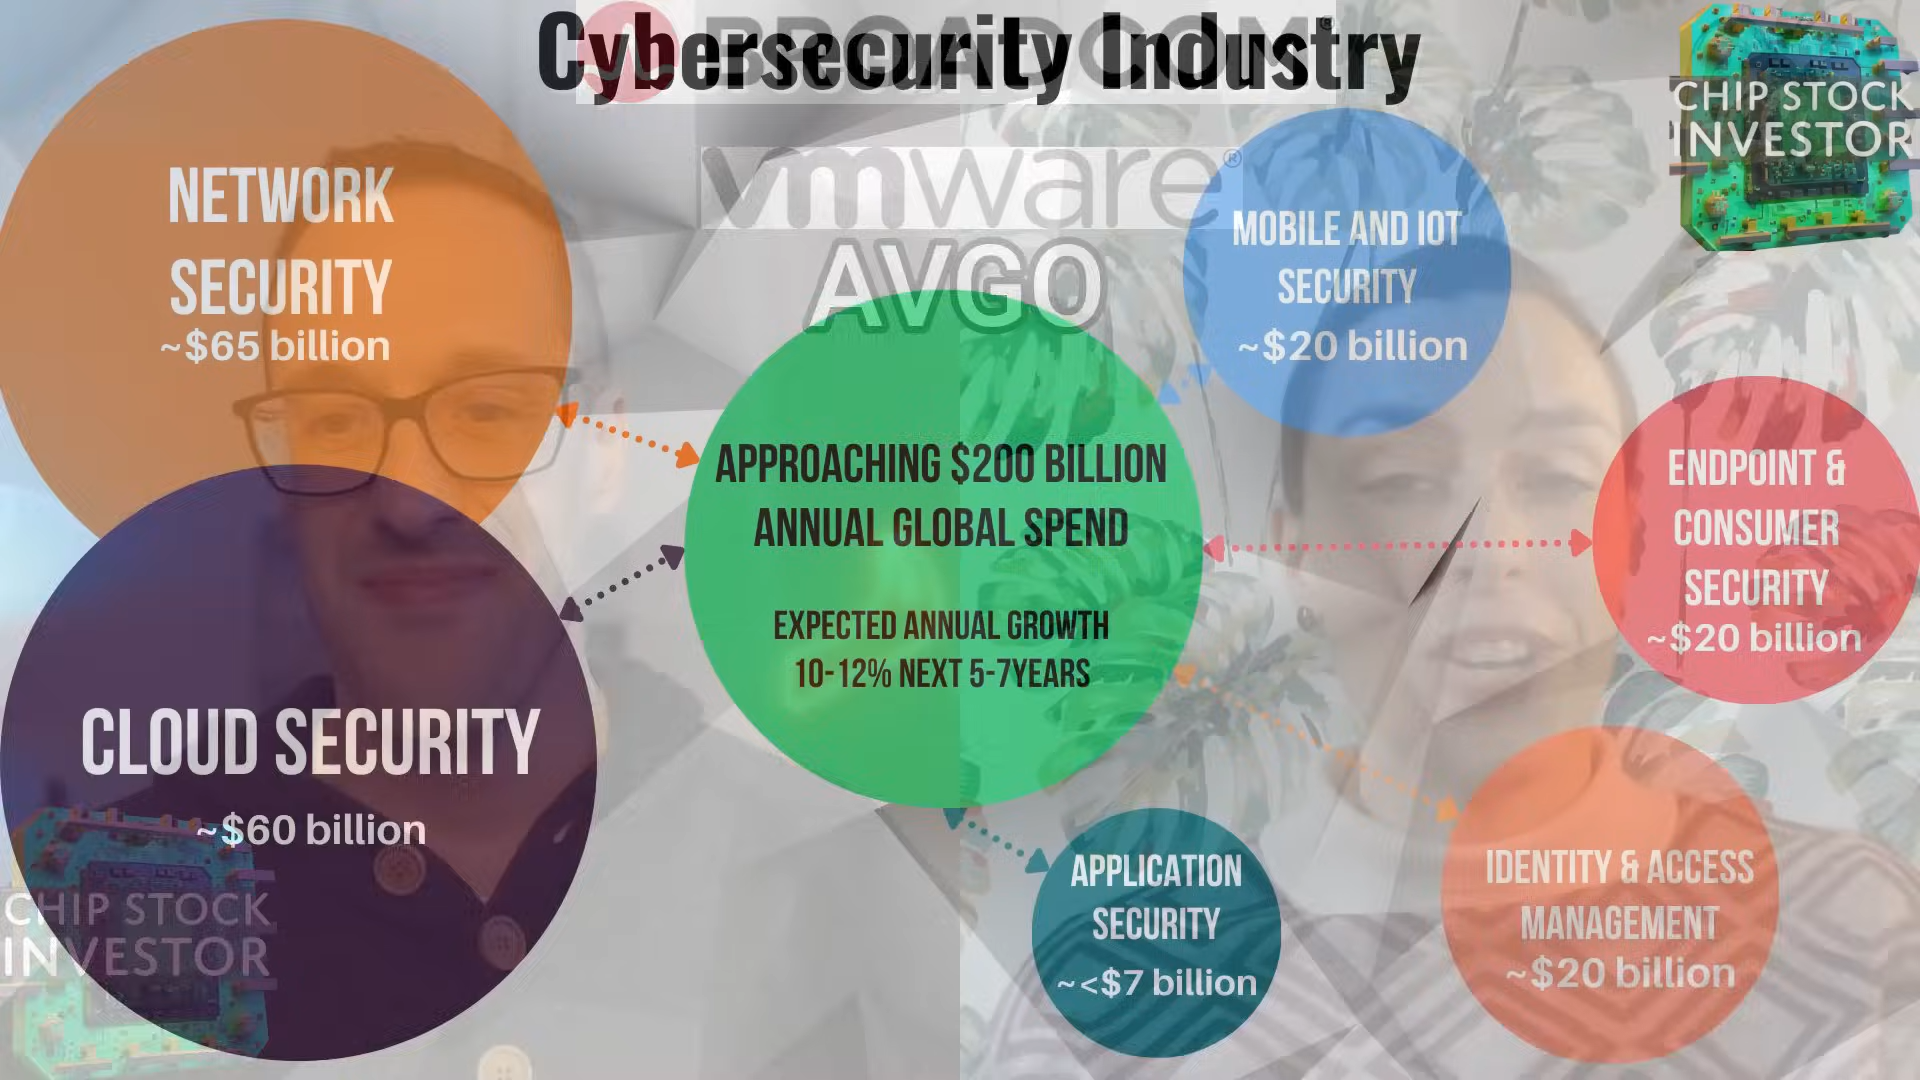 Cybersecurity Industry
BROADCOM®
vmware®
AVGO
CHIP STOCK
INVESTOR
NETWORK
SECURITY
~$65 billion
MOBILE AND IOT
SECURITY
~$20 billion
APPROACHING $200 BILLION
ANNUAL GLOBAL SPEND
EXPECTED ANNUAL GROWTH
10-12% NEXT 5-7YEARS
ENDPOINT &
CONSUMER
SECURITY
~$20 billion
CLOUD SECURITY
~$60 billion
APPLICATION
SECURITY
~<$7 billion
IDENTITY & ACCESS
MANAGEMENT
~$20 billion
CHIP STOCK
INVESTOR